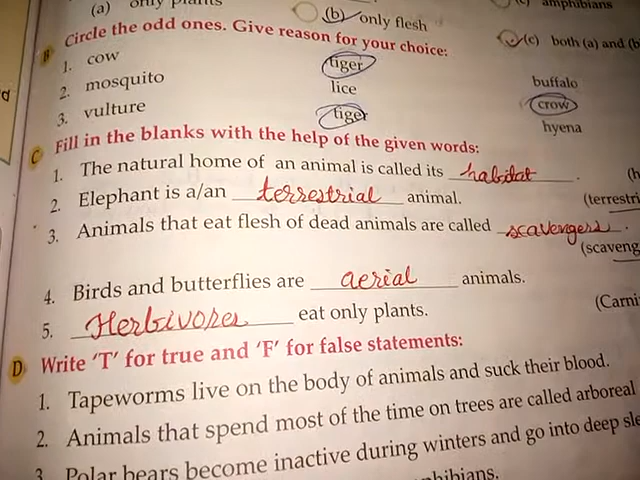 (a) only plants (b) only flesh amphibians
(c) both (a) and (b
B Circle the odd ones. Give reason for your choice:
1. cow tiger buffalo
2. mosquito lice crow
3. vulture tiger hyena
C Fill in the blanks with the help of the given words:
1. The natural home of an animal is called its habitat . (h
2. Elephant is a/an terrestrial animal. (terrestri
3. Animals that eat flesh of dead animals are called scavengers .
(scaveng
4. Birds and butterflies are aerial animals.
5. Herbivores eat only plants. (Carni
D Write 'T' for true and 'F' for false statements:
1. Tapeworms live on the body of animals and suck their blood.
2. Animals that spend most of the time on trees are called arboreal
3. Polar bears become inactive during winters and go into deep sle
phibians.